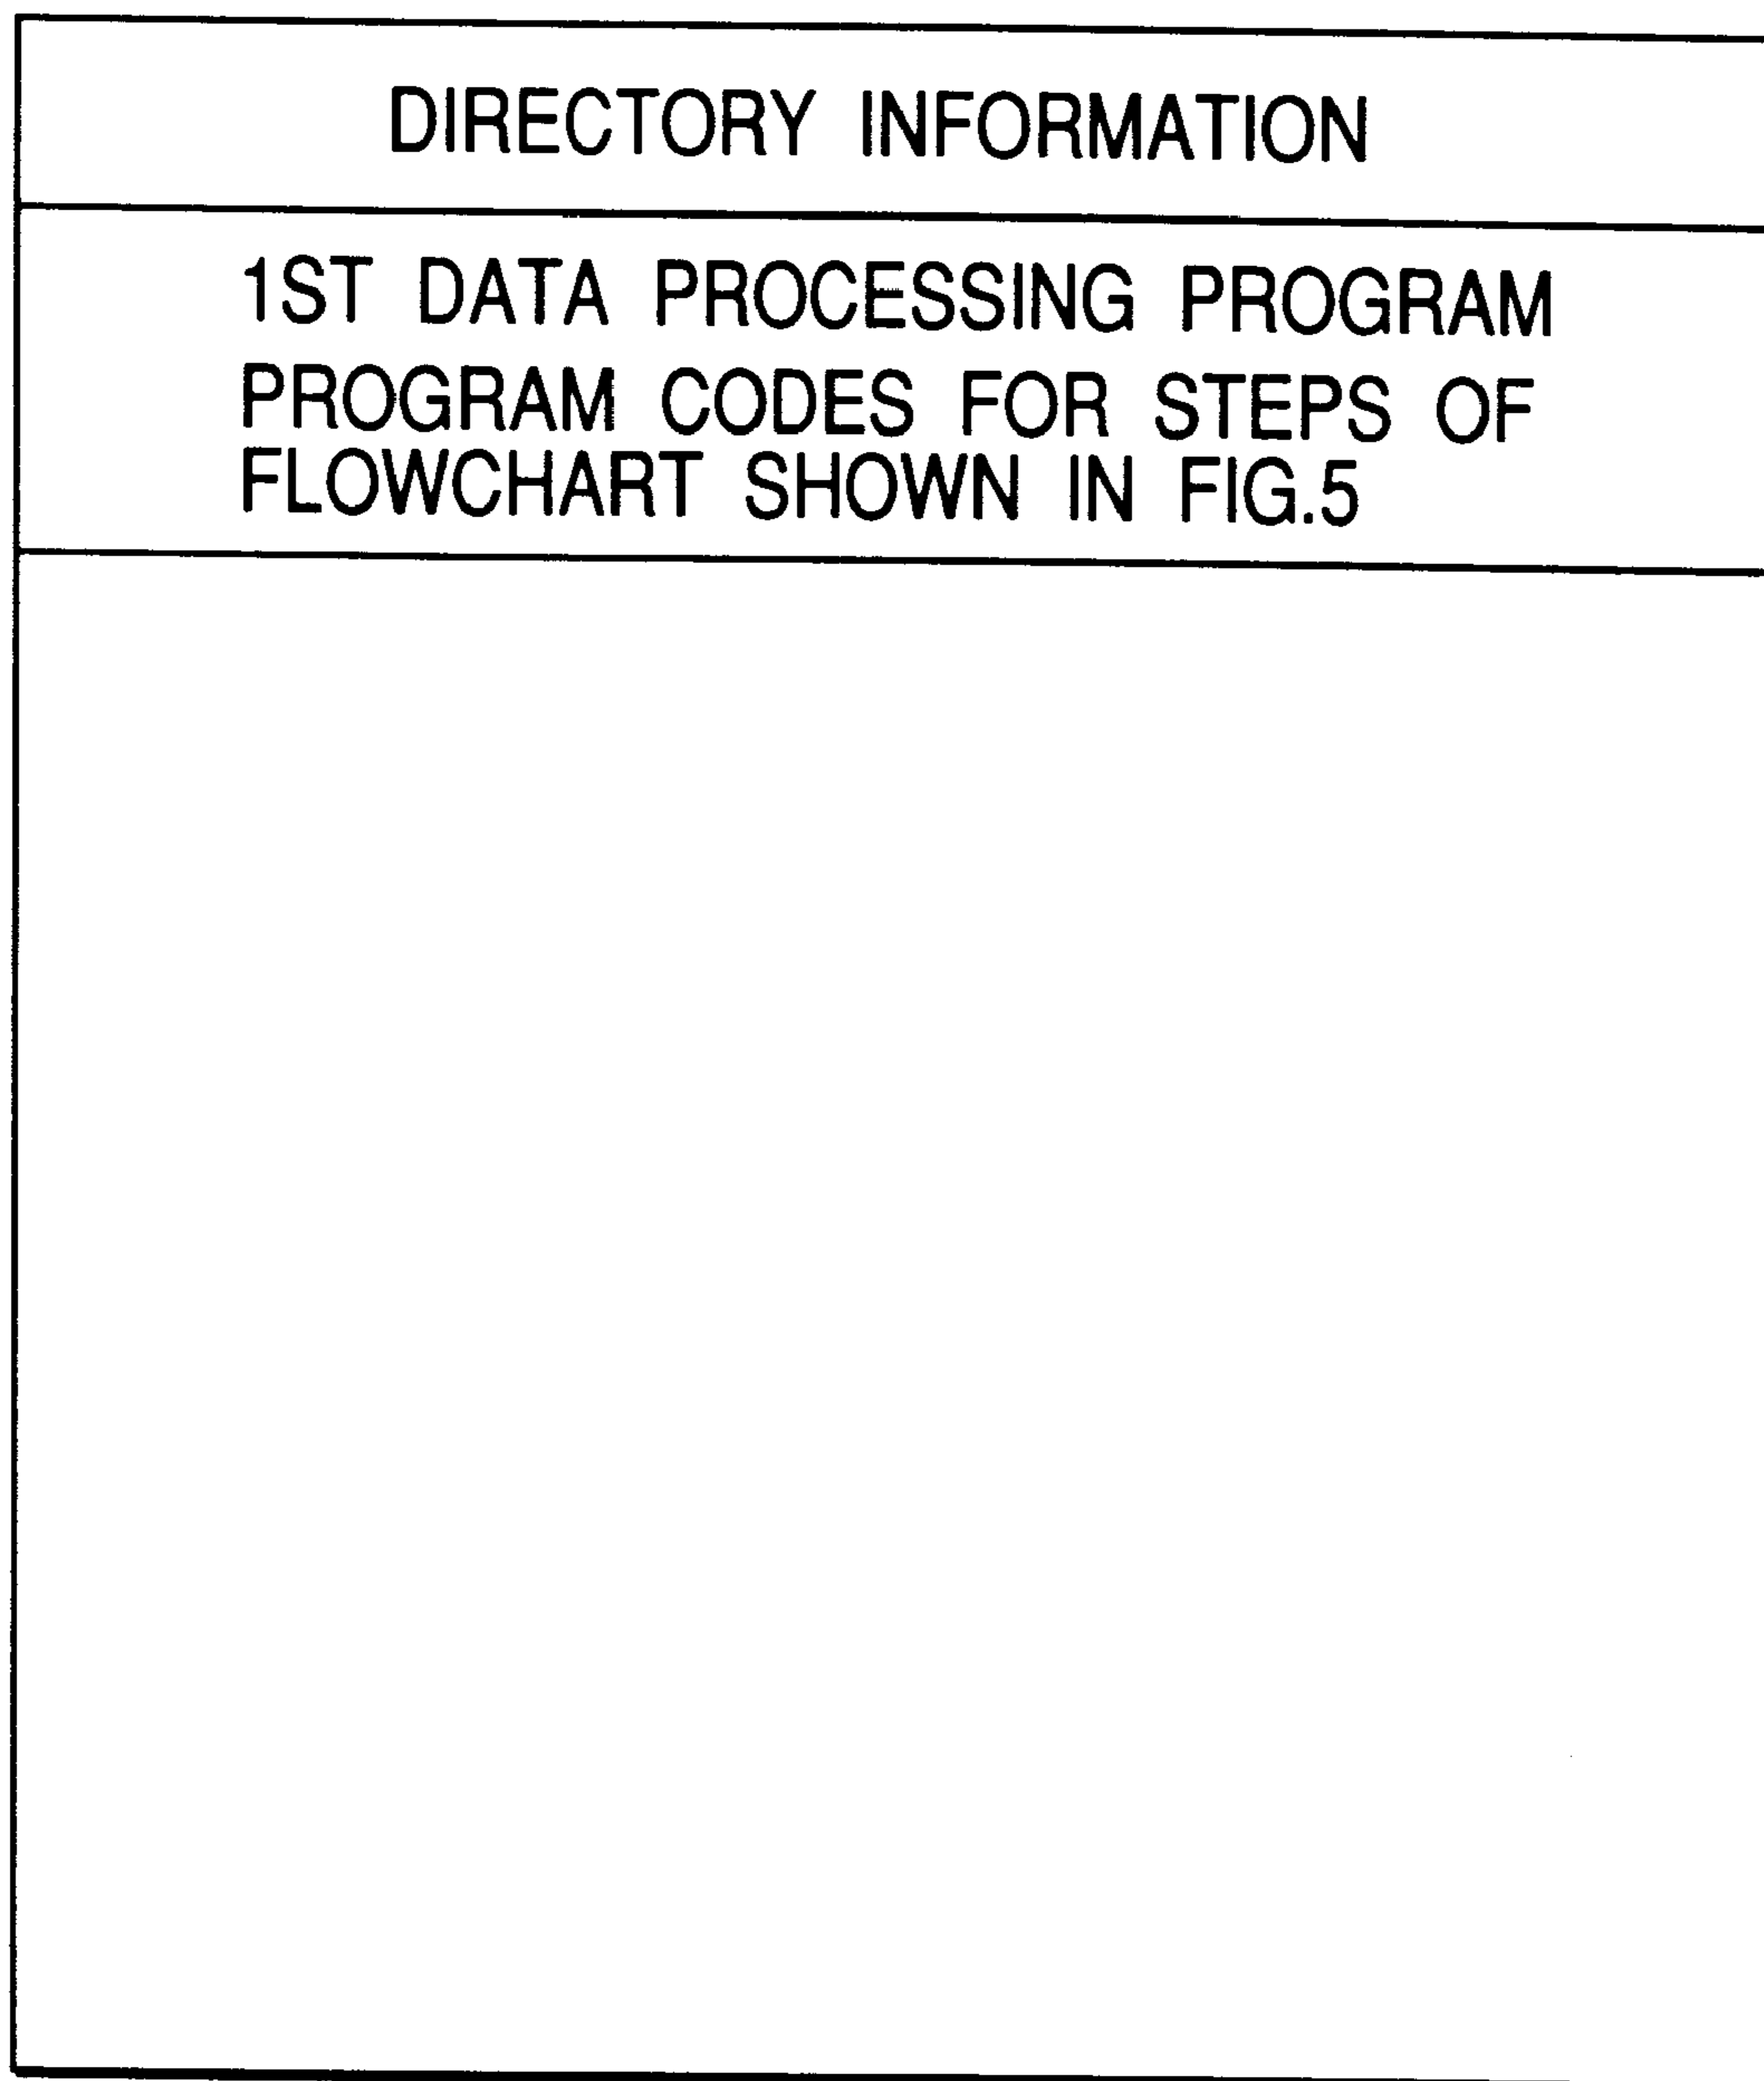 DIRECTORY INFORMATION
1ST DATA PROCESSING PROGRAM
PROGRAM CODES FOR STEPS OF
FLOWCHART SHOWN IN FIG.5